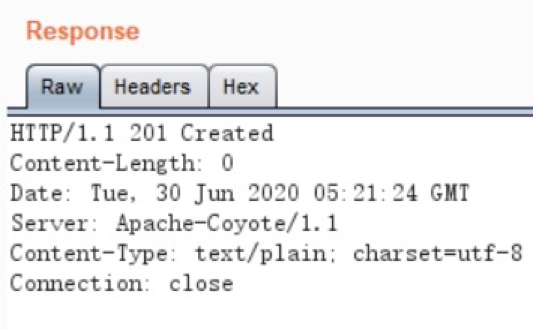 Response
Raw Headers Hex
HTTP/1.1 201 Created
Content-Length: 0
Date: Tue, 30 Jun 2020 05:21:24 GMT
Server: Apache-Coyote/1.1
Content-Type: text/plain; charset=utf-8
Connection: close